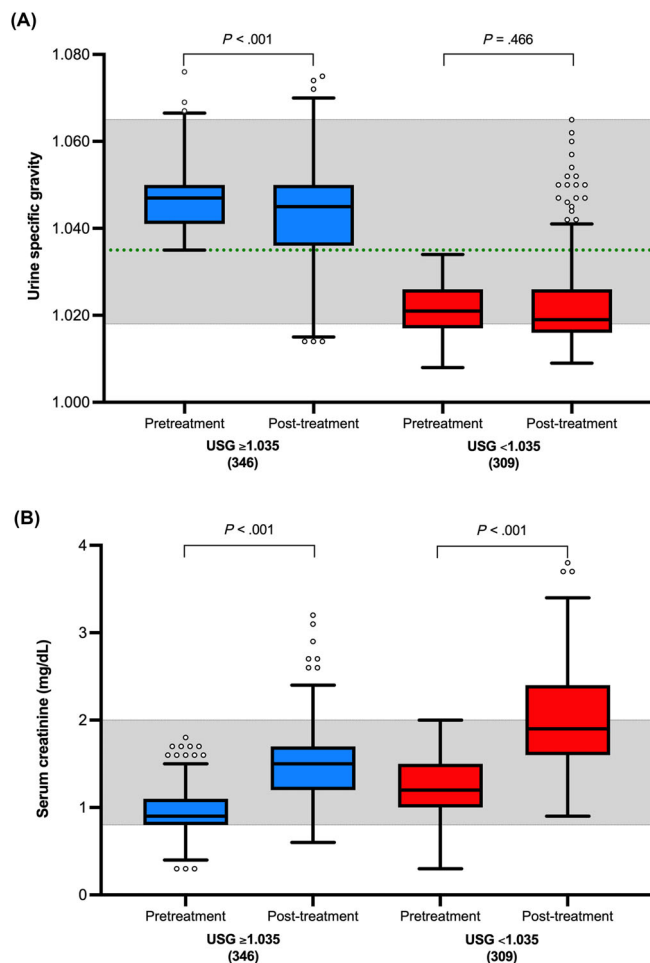 (A)
P < .001
P = .466
1.080
1.060
1.040
1.020
1.000
Urine specific gravity
Pretreatment Post-treatment Pretreatment Post-treatment
USG ≥1.035 USG <1.035
(346) (309)
(B)
P < .001
P < .001
4
3
2
1
0
Serum creatinine (mg/dL)
Pretreatment Post-treatment Pretreatment Post-treatment
USG ≥1.035 USG <1.035
(346) (309)